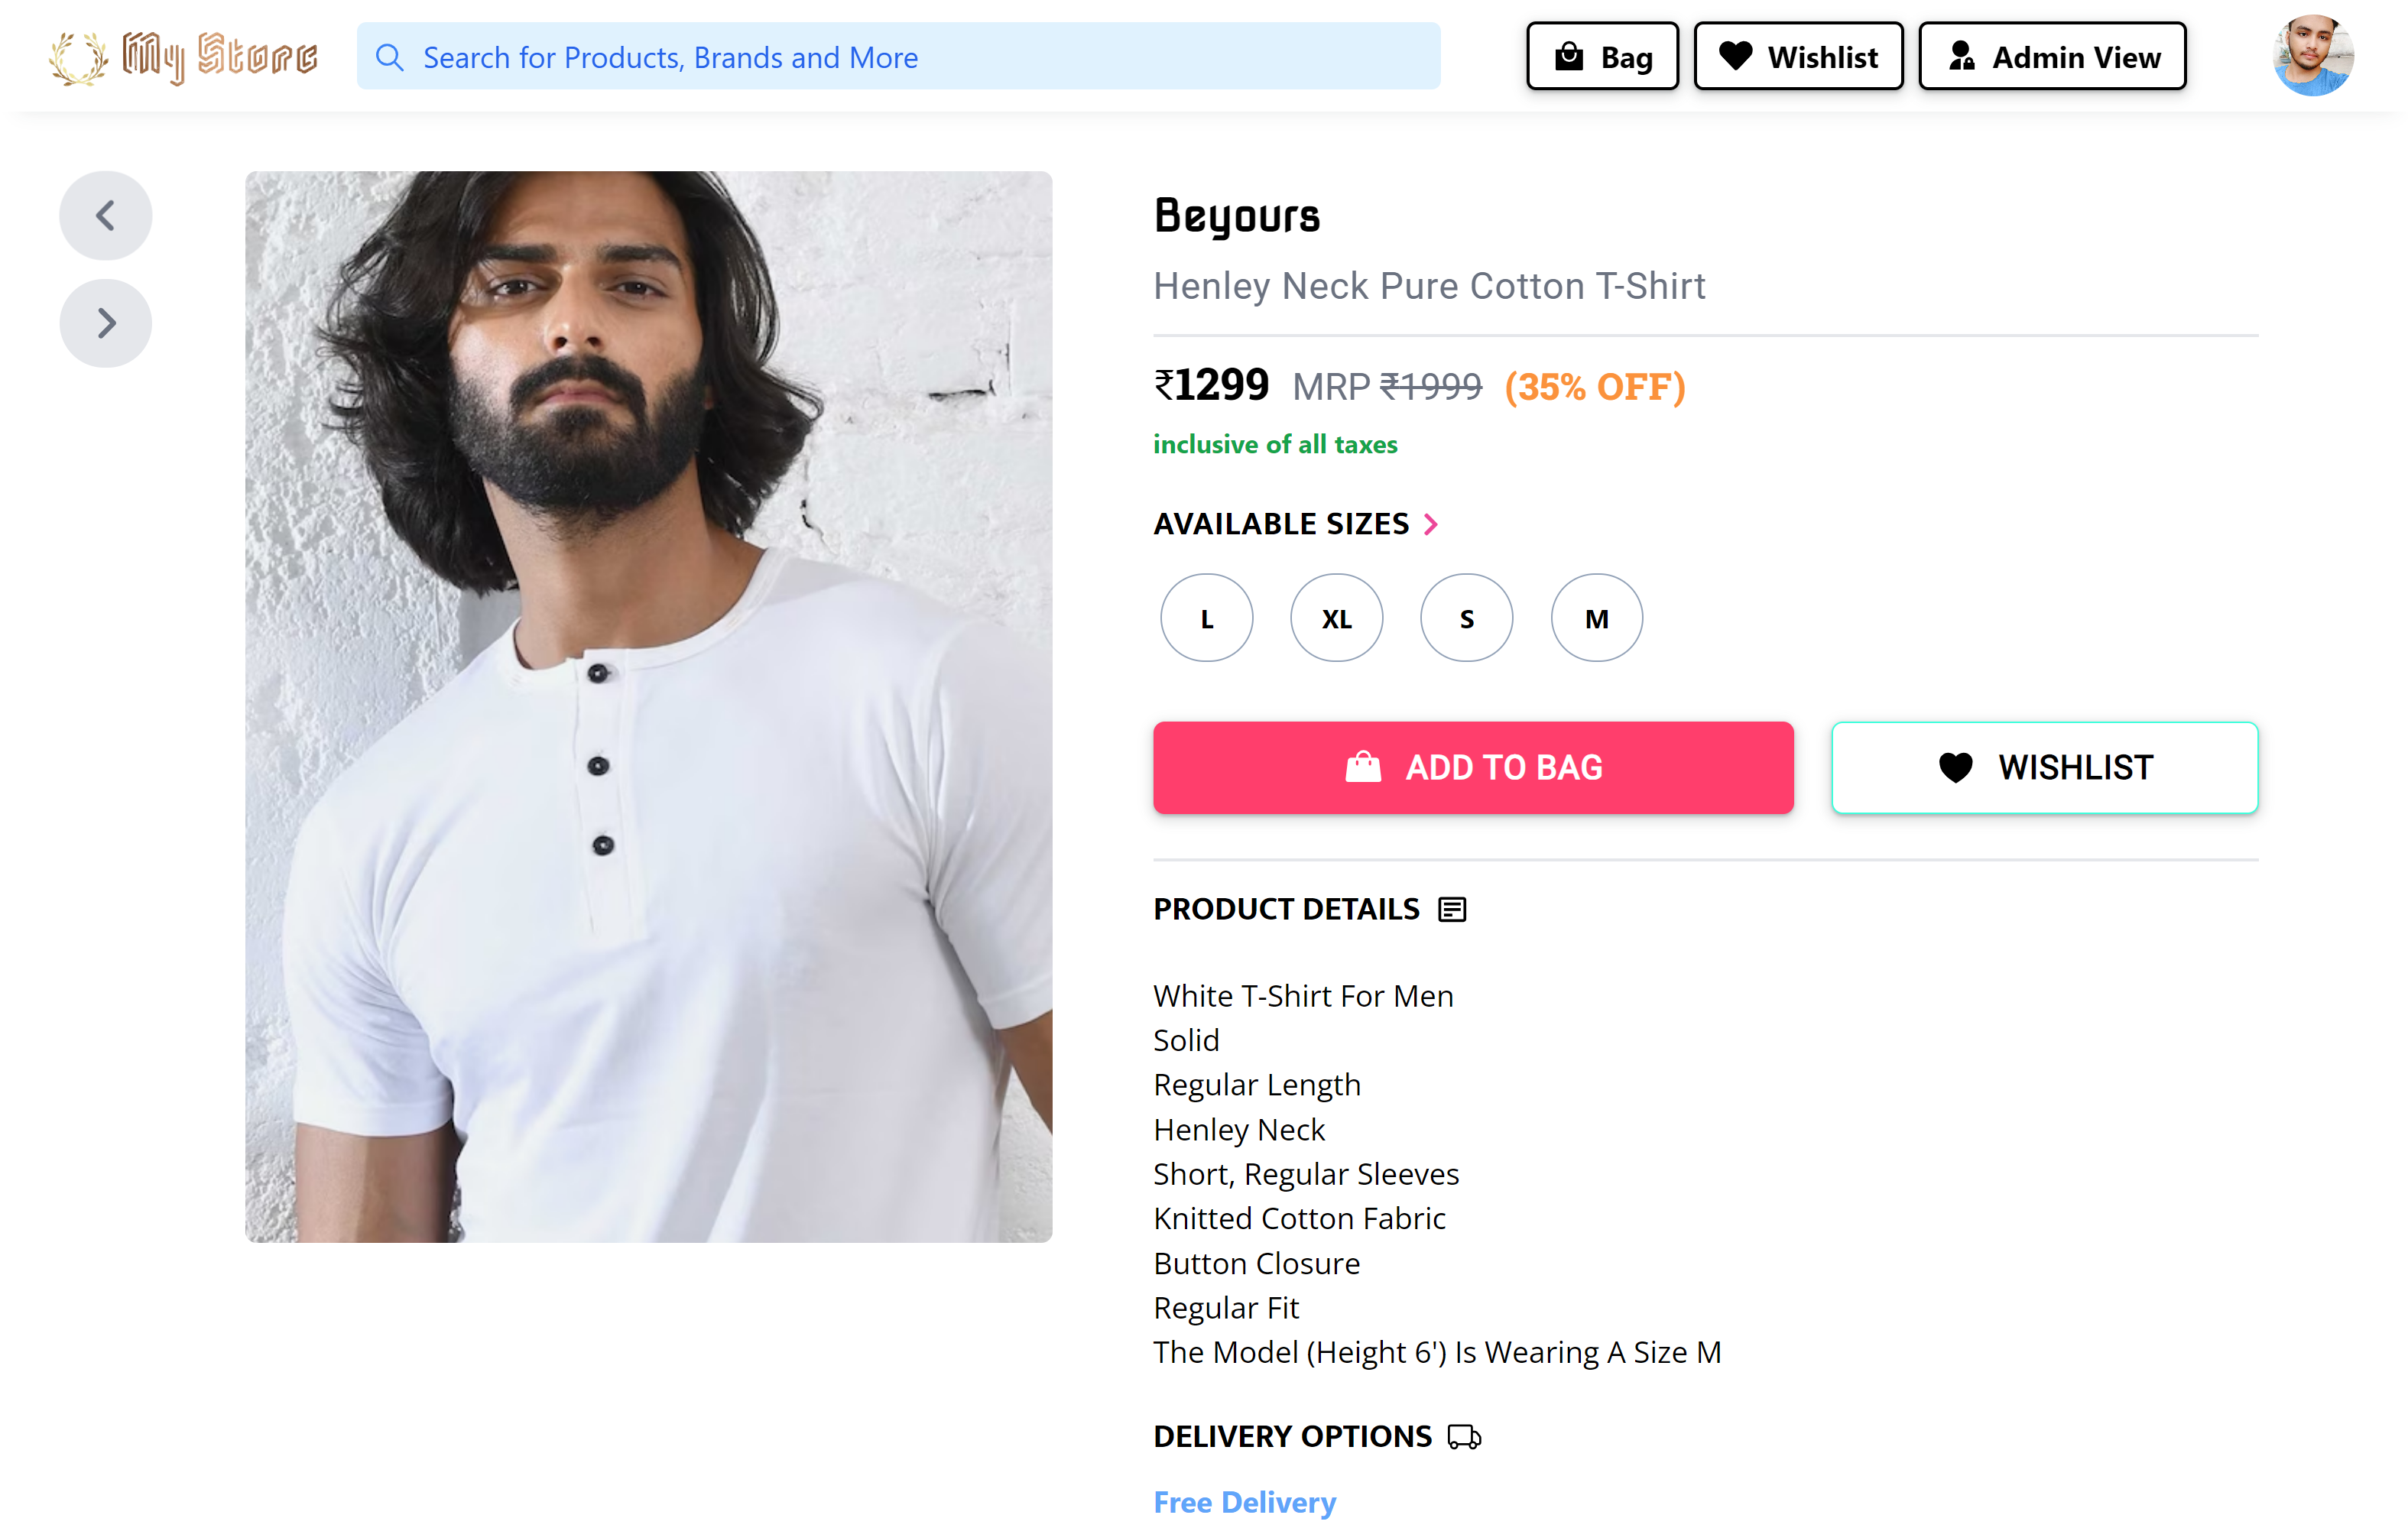 My Store
Search for Products, Brands and More
Bag
Wishlist
Admin View
Beyours
Henley Neck Pure Cotton T-Shirt
₹1299 MRP ₹1999 (35% OFF)
inclusive of all taxes
AVAILABLE SIZES
L XL S M
ADD TO BAG
WISHLIST
PRODUCT DETAILS
White T-Shirt For Men
Solid
Regular Length
Henley Neck
Short, Regular Sleeves
Knitted Cotton Fabric
Button Closure
Regular Fit
The Model (Height 6') Is Wearing A Size M
DELIVERY OPTIONS
Free Delivery